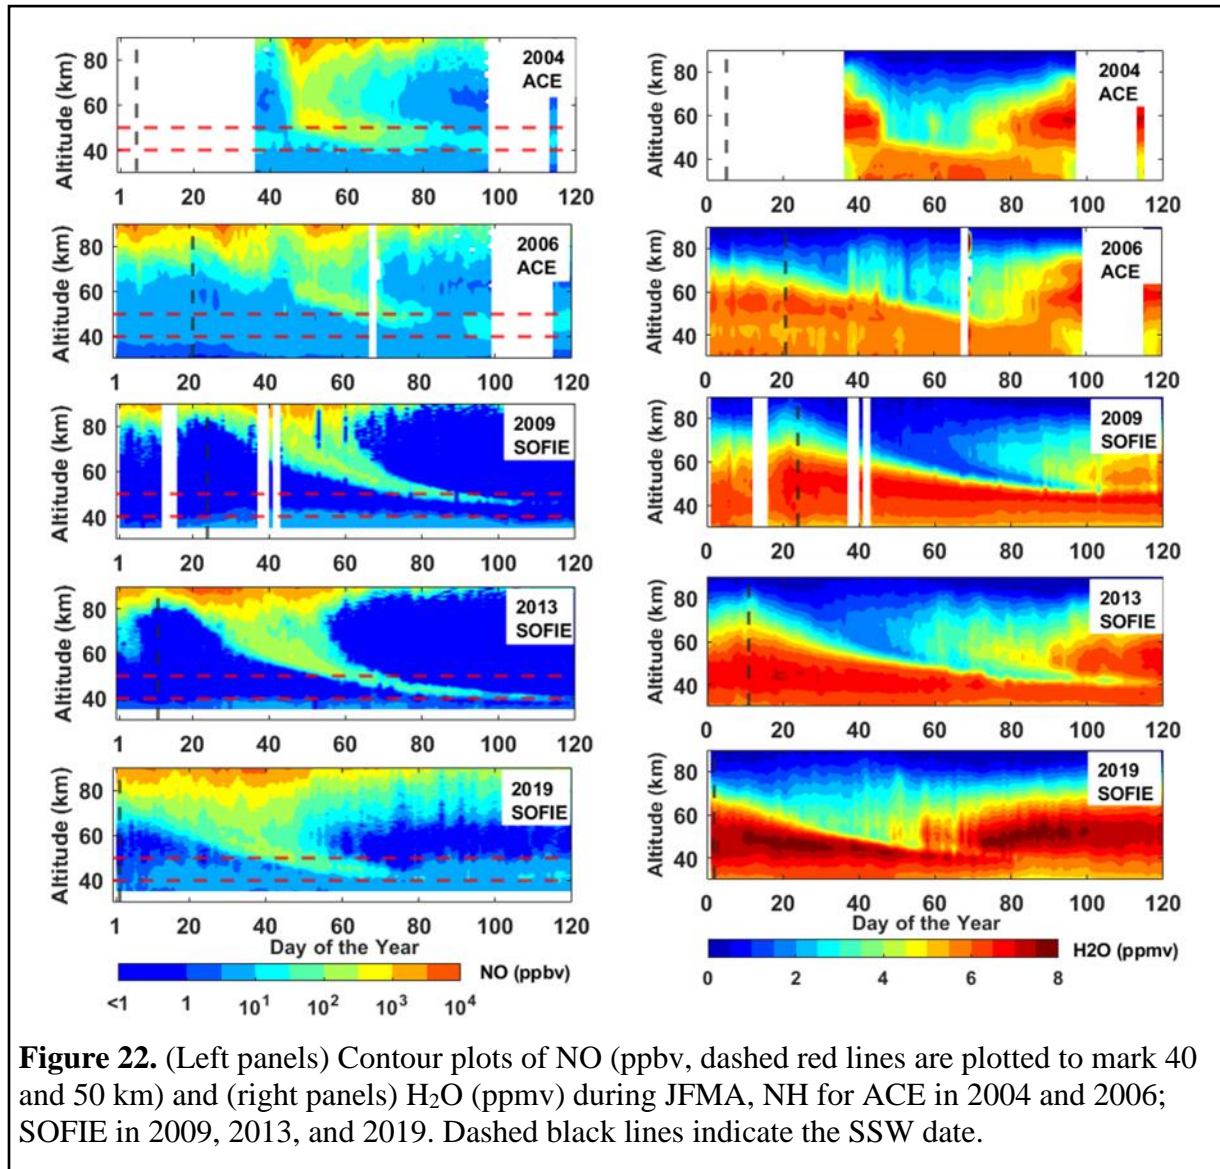 80
60
40
Altitude (km)
2004
ACE
1 20 40 60 80 100 120
80
60
40
Altitude (km)
2004
ACE
0 20 40 60 80 100 120
80
60
40
Altitude (km)
2006
ACE
1 20 40 60 80 100 120
80
60
40
Altitude (km)
2006
ACE
0 20 40 60 80 100 120
80
60
40
Altitude (km)
2009
SOFIE
1 20 40 60 80 100 120
80
60
40
Altitude (km)
2009
SOFIE
0 20 40 60 80 100 120
80
60
40
Altitude (km)
2013
SOFIE
1 20 40 60 80 100 120
80
60
40
Altitude (km)
2013
SOFIE
0 20 40 60 80 100 120
80
60
40
Altitude (km)
2019
SOFIE
1 20 40 60 80 100 120
Day of the Year
80
60
40
Altitude (km)
2019
SOFIE
0 20 40 60 80 100 120
Day of the Year
NO (ppbv)
<1 1 10¹ 10² 10³ 10⁴
H2O (ppmv)
0 2 4 6 8
Figure 22. (Left panels) Contour plots of NO (ppbv, dashed red lines are plotted to mark 40
and 50 km) and (right panels) H₂O (ppmv) during JFMA, NH for ACE in 2004 and 2006;
SOFIE in 2009, 2013, and 2019. Dashed black lines indicate the SSW date.